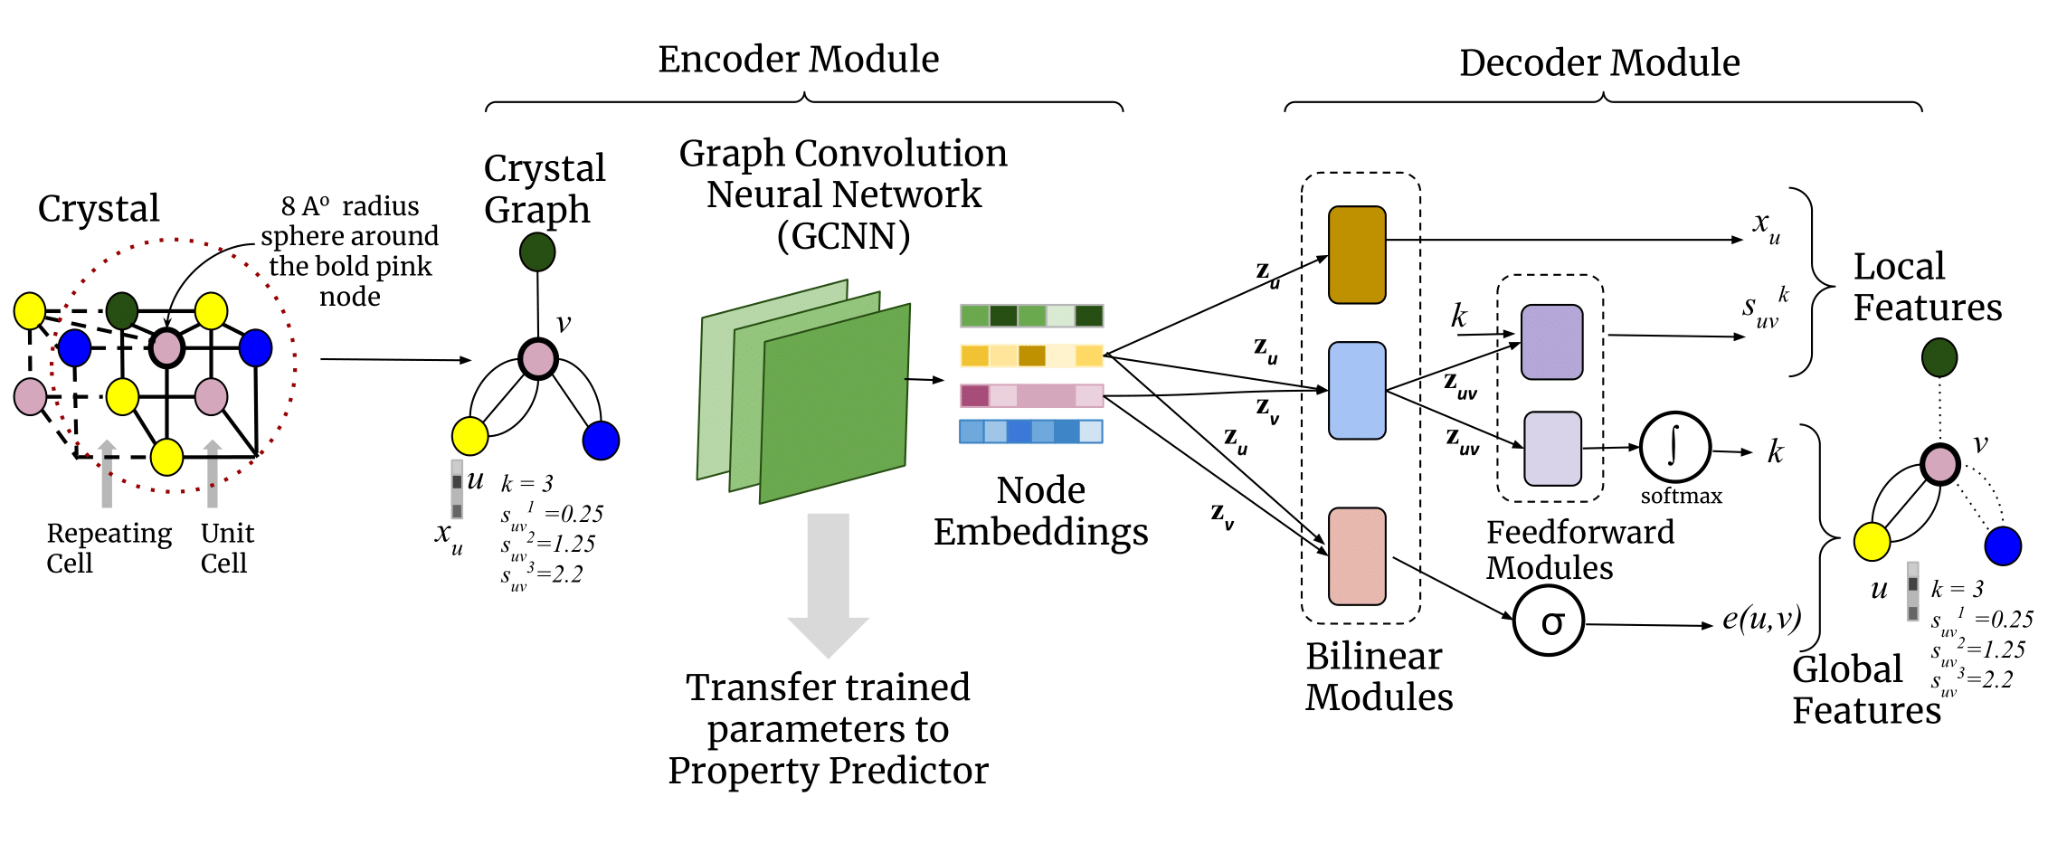 Encoder Module
Decoder Module
Crystal
8 Aº radius
sphere around
the bold pink
node
Repeating
Cell
Unit
Cell
Crystal
Graph
v
u
x_u
k = 3
s_uv^1 =0.25
s_uv^2=1.25
s_uv^3=2.2
Graph Convolution
Neural Network
(GCNN)
Transfer trained
parameters to
Property Predictor
Node
Embeddings
z_u
z_u
z_v
z_u
z_v
Bilinear
Modules
k
z_uv
z_uv
Feedforward
Modules
∫
softmax
σ
x_u
s_uv^k
k
e(u,v)
Local
Features
Global
Features
v
u
k = 3
s_uv^1 =0.25
s_uv^2=1.25
s_uv^3=2.2